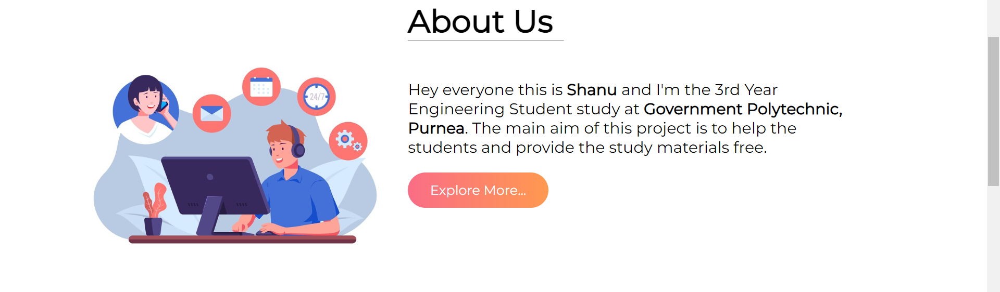 About Us
24/7
Hey everyone this is Shanu and I'm the 3rd Year
Engineering Student study at Government Polytechnic,
Purnea. The main aim of this project is to help the
students and provide the study materials free.
Explore More...